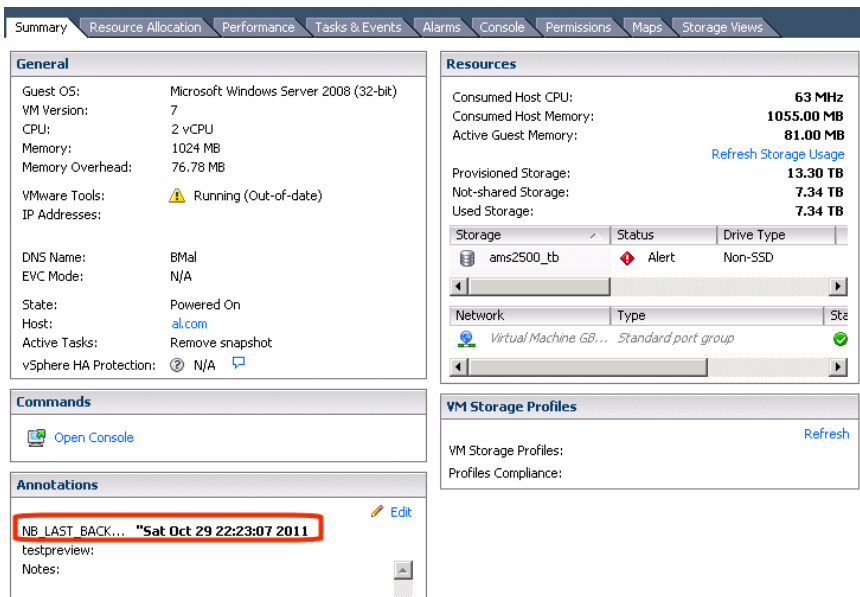 Summary Resource Allocation Performance Tasks & Events Alarms Console Permissions Maps Storage Views
General
Guest OS: Microsoft Windows Server 2008 (32-bit)
VM Version: 7
CPU: 2 vCPU
Memory: 1024 MB
Memory Overhead: 76.78 MB
VMware Tools: Running (Out-of-date)
IP Addresses:
DNS Name: BMal
EVC Mode: N/A
State: Powered On
Host: al.com
Active Tasks: Remove snapshot
vSphere HA Protection: N/A
Commands
Open Console
Annotations
Edit
NB_LAST_BACK... "Sat Oct 29 22:23:07 2011
testpreview:
Notes:
Resources
Consumed Host CPU: 63 MHz
Consumed Host Memory: 1055.00 MB
Active Guest Memory: 81.00 MB
Refresh Storage Usage
Provisioned Storage: 13.30 TB
Not-shared Storage: 7.34 TB
Used Storage: 7.34 TB
Storage Status Drive Type
ams2500_tb Alert Non-SSD
Network Type Sta
Virtual Machine GB... Standard port group
VM Storage Profiles
Refresh
VM Storage Profiles:
Profiles Compliance: